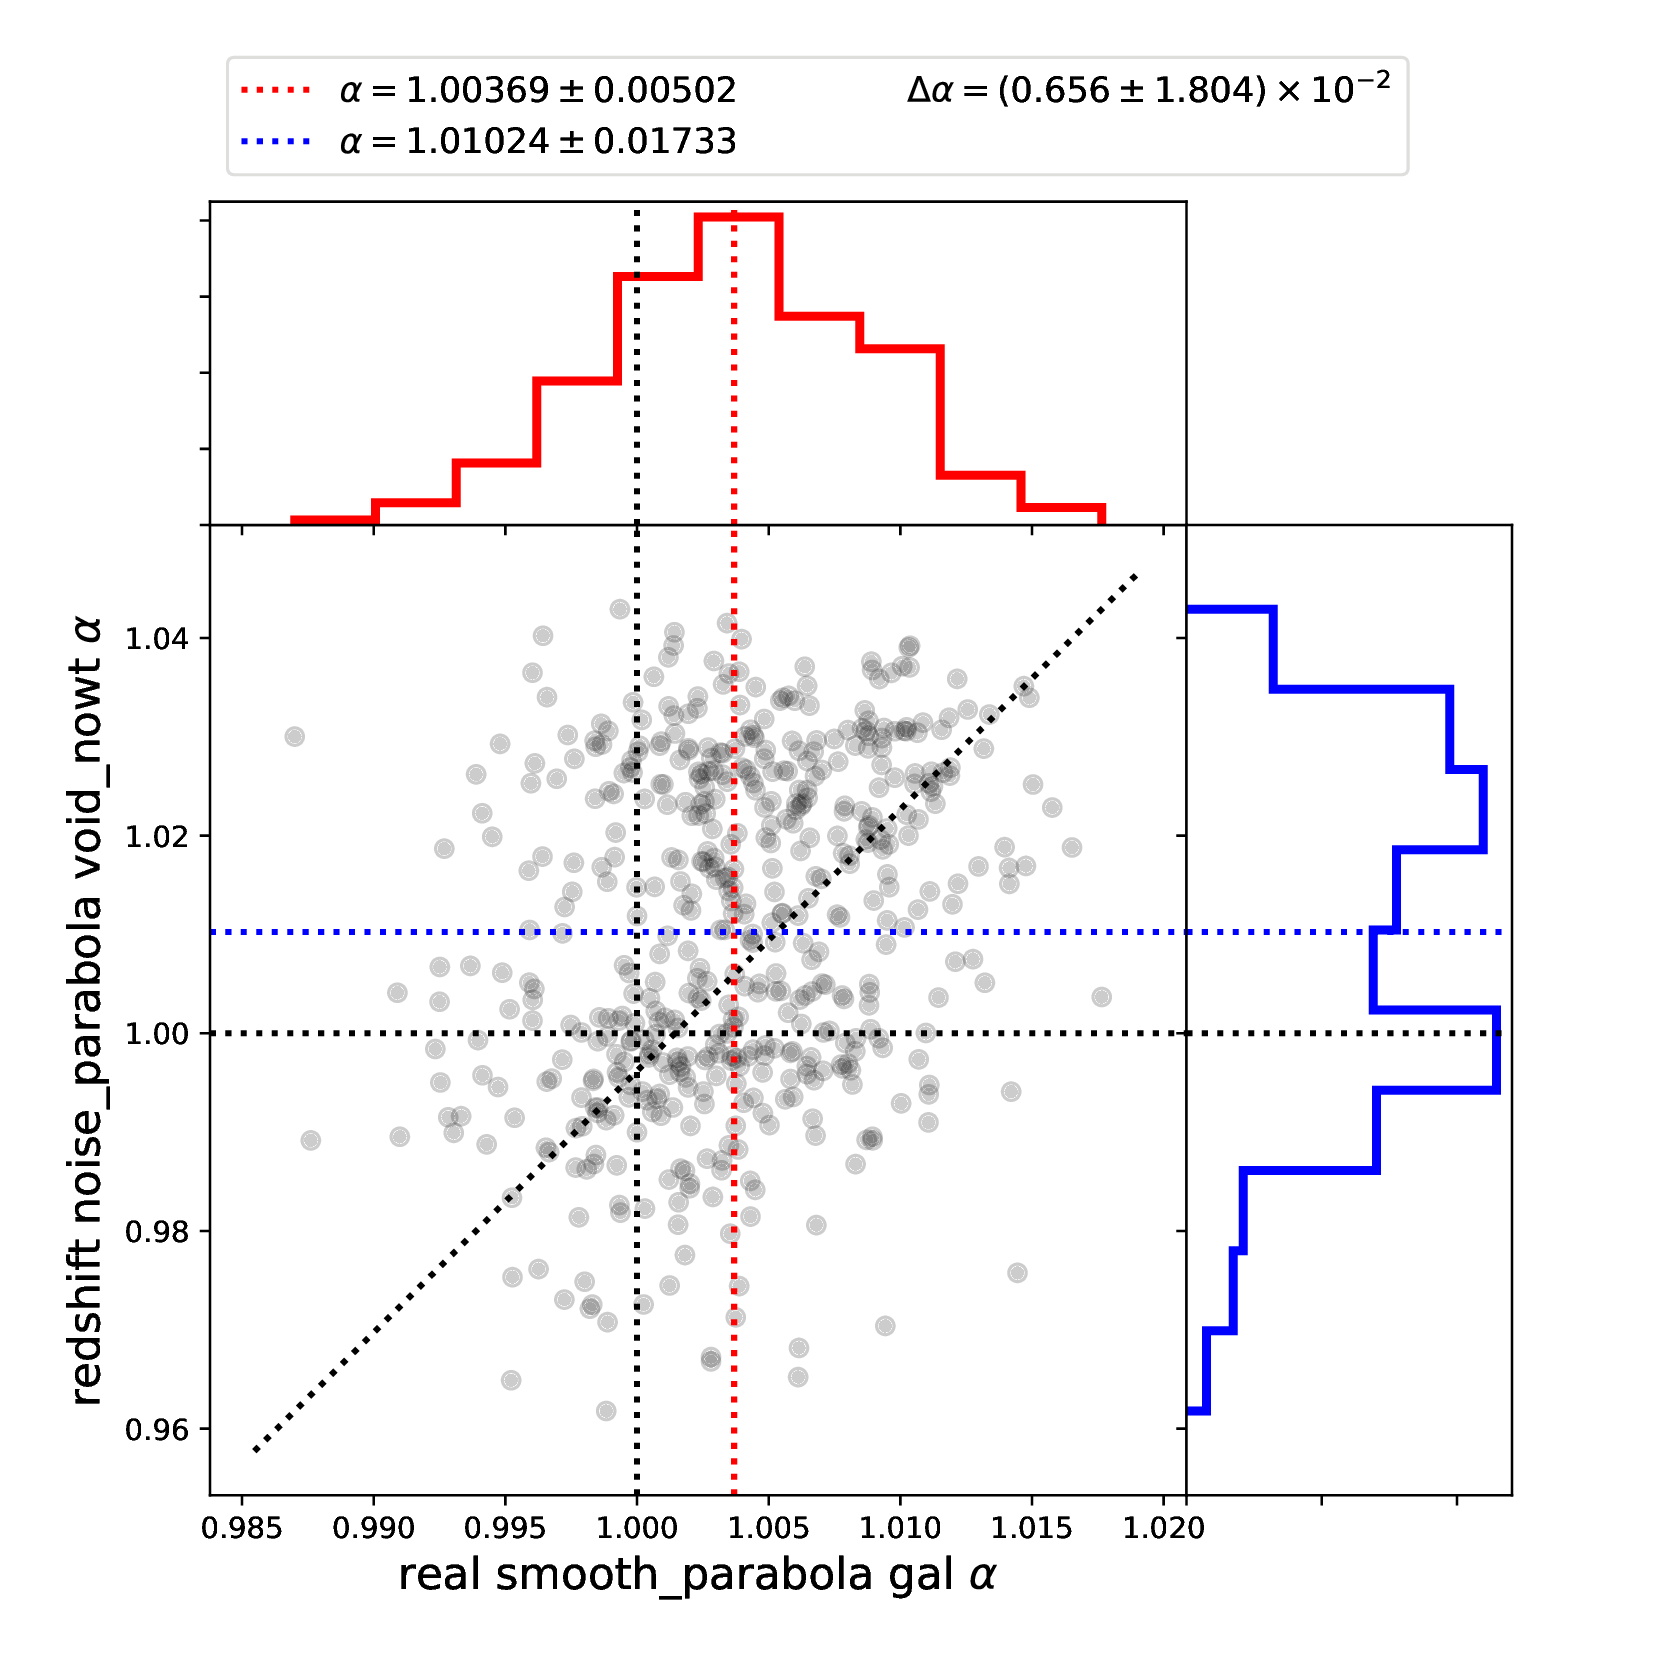 α = 1.00369 ± 0.00502 Δα = (0.656 ± 1.804) × 10⁻²
α = 1.01024 ± 0.01733
redshift noise_parabola void_nowt α
1.04
1.02
1.00
0.98
0.96
0.985 0.990 0.995 1.000 1.005 1.010 1.015 1.020
real smooth_parabola gal α